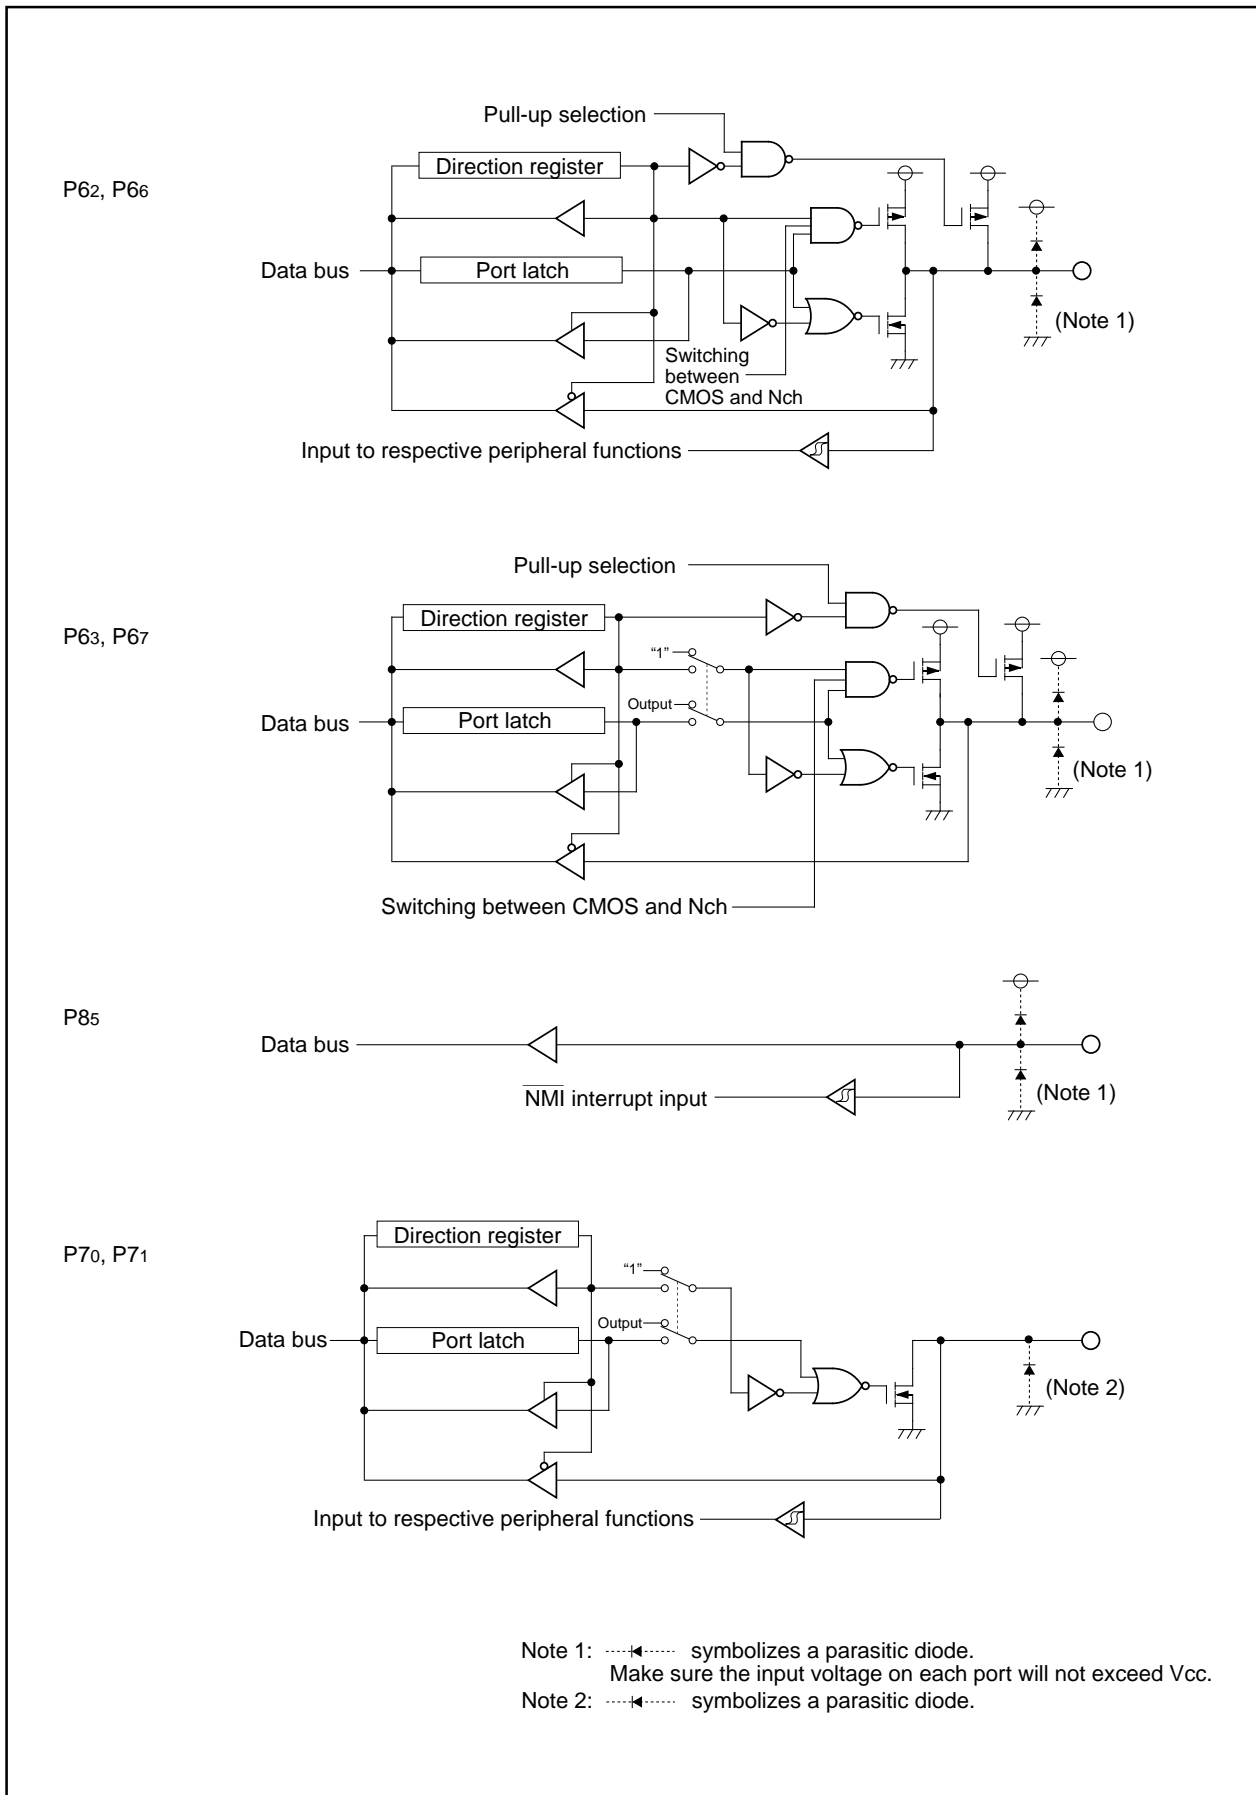 Pull-up selection
Direction register
P62, P66
Data bus
Port latch
(Note 1)
Switching
between
CMOS and Nch
Input to respective peripheral functions
Pull-up selection
Direction register
P63, P67
“1”
Output
Data bus
Port latch
(Note 1)
Switching between CMOS and Nch
P85
Data bus
NMI interrupt input
(Note 1)
Direction register
P70, P71
“1”
Output
Data bus
Port latch
(Note 2)
Input to respective peripheral functions
Note 1: symbolizes a parasitic diode.
Make sure the input voltage on each port will not exceed Vcc.
Note 2: symbolizes a parasitic diode.